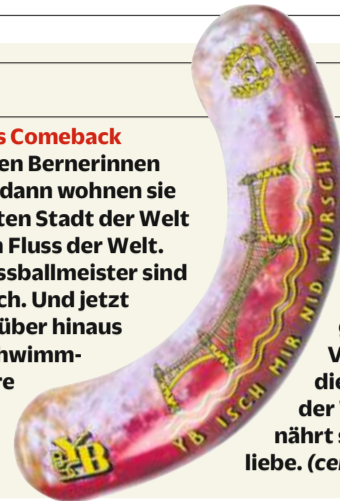 s Comeback
en Bernerinnen
dann wohnen sie
ten Stadt der Welt
n Fluss der Welt.
ssballmeister sind
ch. Und jetzt
über hinaus
hwimm-
re
die
der
nährt s
liebe. (cer
YB ISCH MIR NID WURSCHT
YB